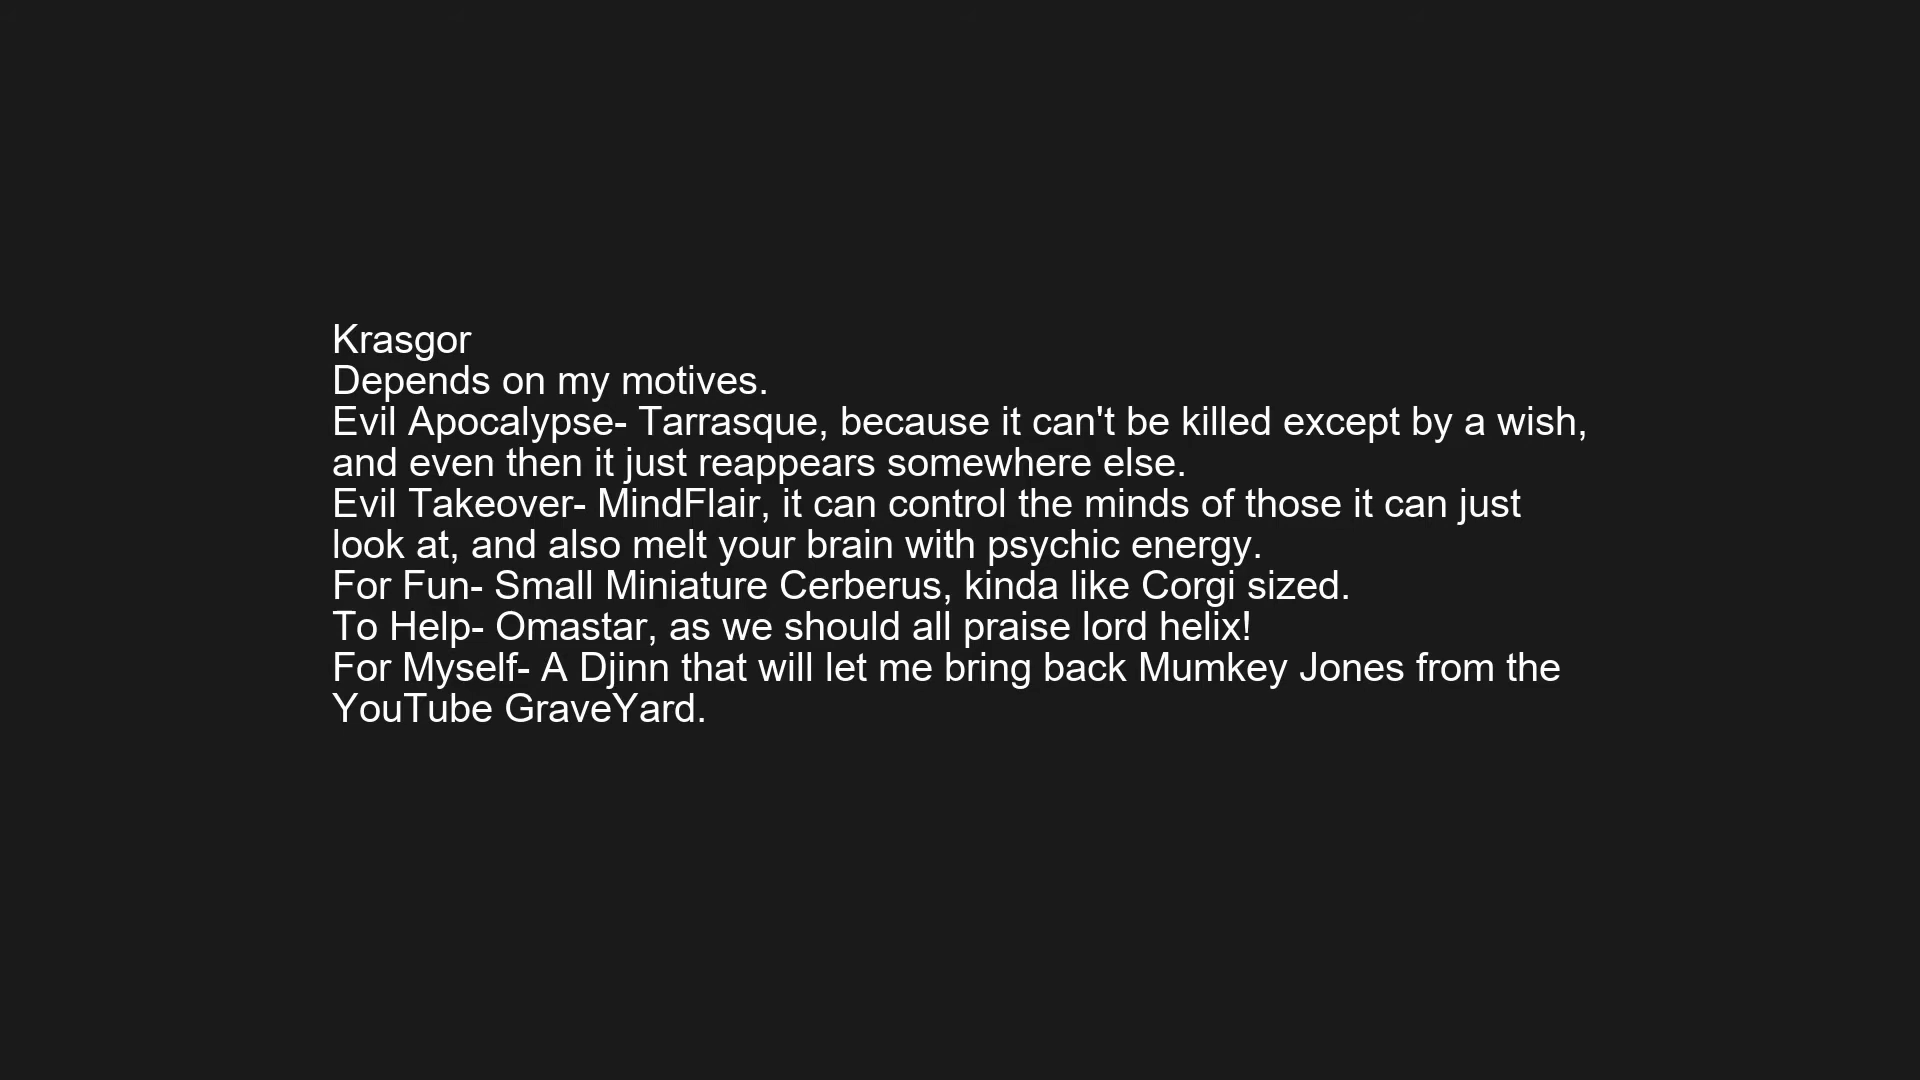 Krasgor
Depends on my motives.
Evil Apocalypse- Tarrasque, because it can't be killed except by a wish,
and even then it just reappears somewhere else.
Evil Takeover- MindFlair, it can control the minds of those it can just
look at, and also melt your brain with psychic energy.
For Fun- Small Miniature Cerberus, kinda like Corgi sized.
To Help- Omastar, as we should all praise lord helix!
For Myself- A Djinn that will let me bring back Mumkey Jones from the
YouTube GraveYard.